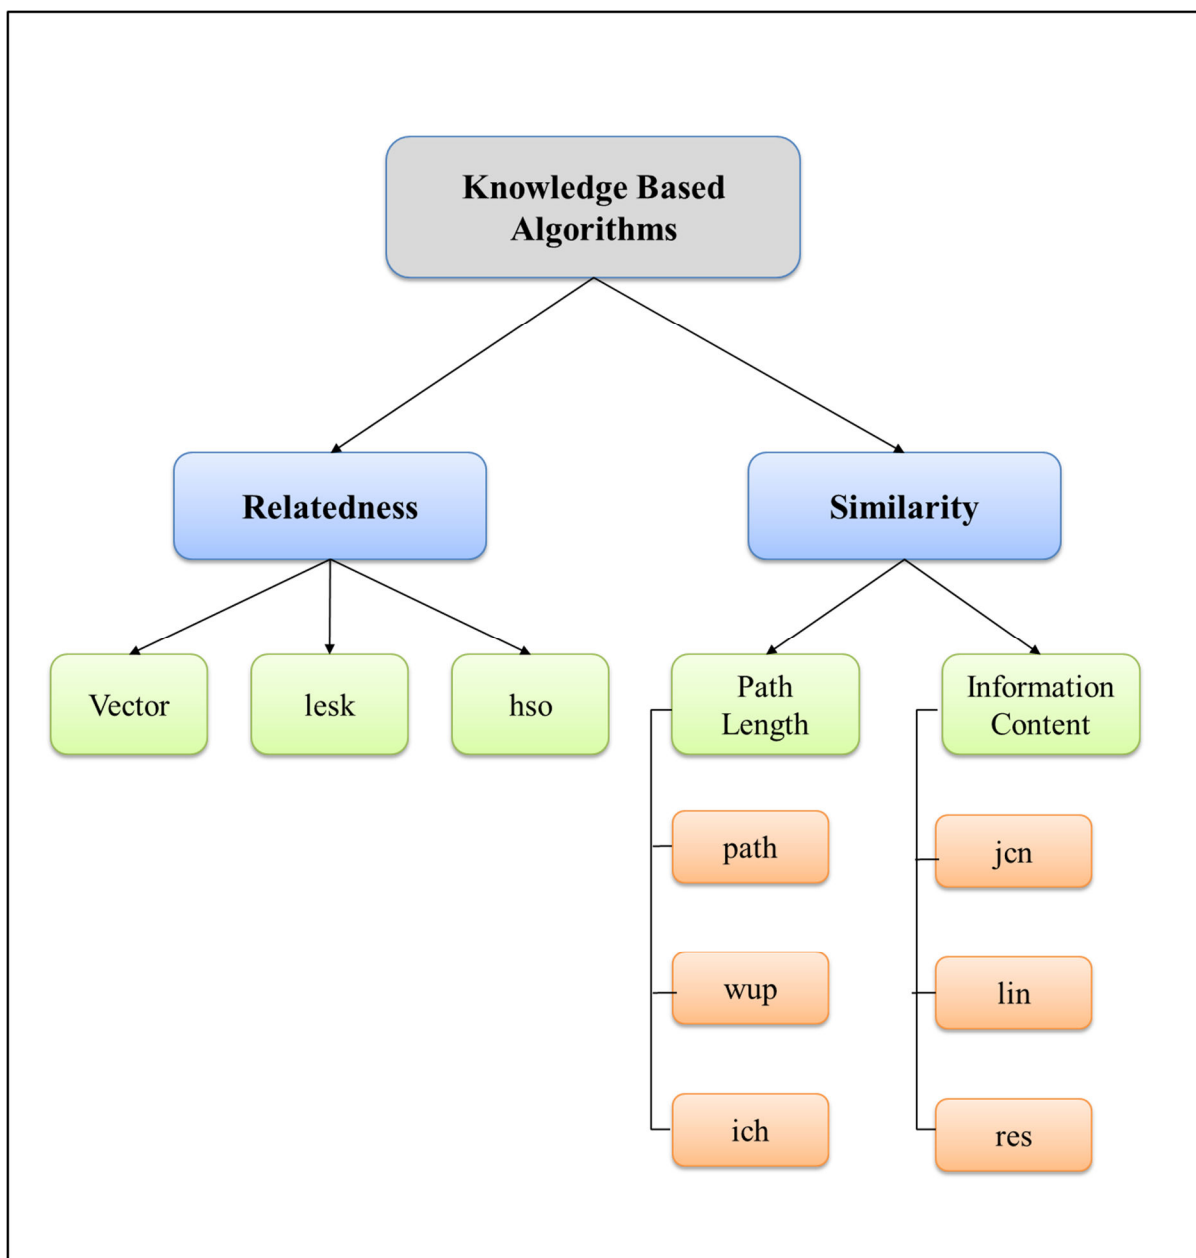 Knowledge Based
Algorithms
Relatedness
Similarity
Vector
lesk
hso
Path
Length
Information
Content
path
jcn
wup
lin
ich
res